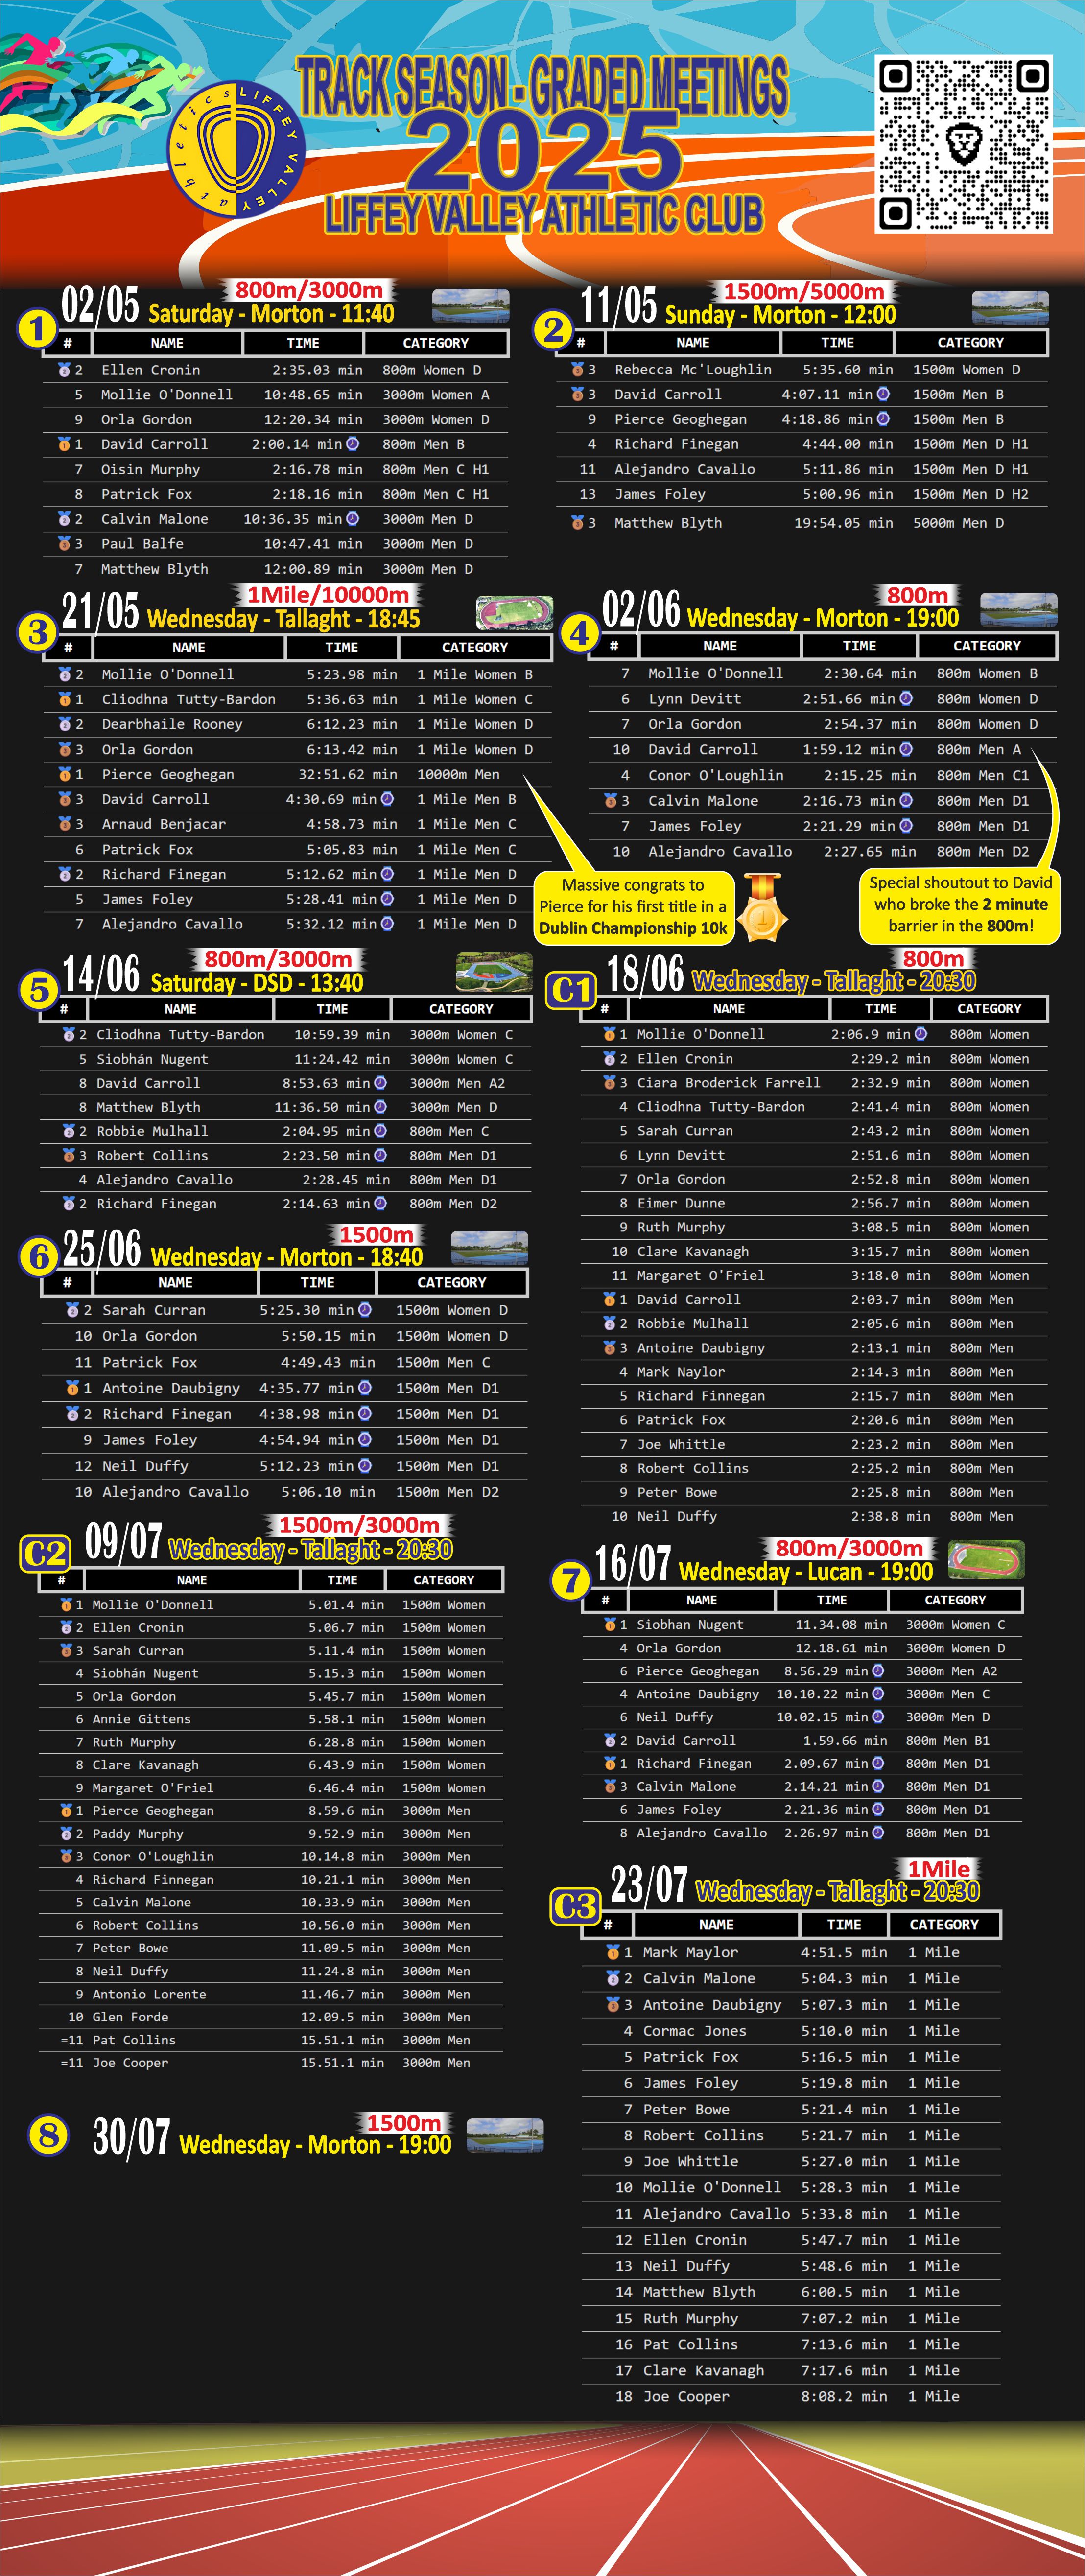 TRACK SEASON - GRADED MEETINGS
2025
LIFFEY VALLEY ATHLETIC CLUB
LIFFEY VALLEY athletics
1
02/05
800m/3000m
Saturday - Morton - 11:40
# NAME TIME CATEGORY
2 Ellen Cronin 2:35.03 min 800m Women D
5 Mollie O'Donnell 10:48.65 min 3000m Women A
9 Orla Gordon 12:20.34 min 3000m Women D
1 David Carroll 2:00.14 min 800m Men B
7 Oisin Murphy 2:16.78 min 800m Men C H1
8 Patrick Fox 2:18.16 min 800m Men C H1
2 Calvin Malone 10:36.35 min 3000m Men D
3 Paul Balfe 10:47.41 min 3000m Men D
7 Matthew Blyth 12:00.89 min 3000m Men D
2
11/05
1500m/5000m
Sunday - Morton - 12:00
# NAME TIME CATEGORY
3 Rebecca Mc'Loughlin 5:35.60 min 1500m Women D
3 David Carroll 4:07.11 min 1500m Men B
9 Pierce Geoghegan 4:18.86 min 1500m Men B
4 Richard Finegan 4:44.00 min 1500m Men D H1
11 Alejandro Cavallo 5:11.86 min 1500m Men D H1
13 James Foley 5:00.96 min 1500m Men D H2
3 Matthew Blyth 19:54.05 min 5000m Men D
3
21/05
1Mile/10000m
Wednesday - Tallaght - 18:45
# NAME TIME CATEGORY
2 Mollie O'Donnell 5:23.98 min 1 Mile Women B
1 Cliodhna Tutty-Bardon 5:36.63 min 1 Mile Women C
2 Dearbhaile Rooney 6:12.23 min 1 Mile Women D
3 Orla Gordon 6:13.42 min 1 Mile Women D
1 Pierce Geoghegan 32:51.62 min 10000m Men
3 David Carroll 4:30.69 min 1 Mile Men B
3 Arnaud Benjacar 4:58.73 min 1 Mile Men C
6 Patrick Fox 5:05.83 min 1 Mile Men C
2 Richard Finegan 5:12.62 min 1 Mile Men D
5 James Foley 5:28.41 min 1 Mile Men D
7 Alejandro Cavallo 5:32.12 min 1 Mile Men D
Massive congrats to
Pierce for his first title in a
Dublin Championship 10k
1
4
02/06
800m
Wednesday - Morton - 19:00
# NAME TIME CATEGORY
7 Mollie O'Donnell 2:30.64 min 800m Women B
6 Lynn Devitt 2:51.66 min 800m Women D
7 Orla Gordon 2:54.37 min 800m Women D
10 David Carroll 1:59.12 min 800m Men A
4 Conor O'Loughlin 2:15.25 min 800m Men C1
3 Calvin Malone 2:16.73 min 800m Men D1
7 James Foley 2:21.29 min 800m Men D1
10 Alejandro Cavallo 2:27.65 min 800m Men D2
Special shoutout to David
who broke the 2 minute
barrier in the 800m!
5
14/06
800m/3000m
Saturday - DSD - 13:40
# NAME TIME CATEGORY
2 Cliodhna Tutty-Bardon 10:59.39 min 3000m Women C
5 Siobhán Nugent 11:24.42 min 3000m Women C
8 David Carroll 8:53.63 min 3000m Men A2
8 Matthew Blyth 11:36.50 min 3000m Men D
2 Robbie Mulhall 2:04.95 min 800m Men C
3 Robert Collins 2:23.50 min 800m Men D1
4 Alejandro Cavallo 2:28.45 min 800m Men D1
2 Richard Finegan 2:14.63 min 800m Men D2
C1
18/06
800m
Wednesday - Tallaght - 20:30
# NAME TIME CATEGORY
1 Mollie O'Donnell 2:06.9 min 800m Women
2 Ellen Cronin 2:29.2 min 800m Women
3 Ciara Broderick Farrell 2:32.9 min 800m Women
4 Cliodhna Tutty-Bardon 2:41.4 min 800m Women
5 Sarah Curran 2:43.2 min 800m Women
6 Lynn Devitt 2:51.6 min 800m Women
7 Orla Gordon 2:52.8 min 800m Women
8 Eimer Dunne 2:56.7 min 800m Women
9 Ruth Murphy 3:08.5 min 800m Women
10 Clare Kavanagh 3:15.7 min 800m Women
11 Margaret O'Friel 3:18.0 min 800m Women
1 David Carroll 2:03.7 min 800m Men
2 Robbie Mulhall 2:05.6 min 800m Men
3 Antoine Daubigny 2:13.1 min 800m Men
4 Mark Naylor 2:14.3 min 800m Men
5 Richard Finnegan 2:15.7 min 800m Men
6 Patrick Fox 2:20.6 min 800m Men
7 Joe Whittle 2:23.2 min 800m Men
8 Robert Collins 2:25.2 min 800m Men
9 Peter Bowe 2:25.8 min 800m Men
10 Neil Duffy 2:38.8 min 800m Men
6
25/06
1500m
Wednesday - Morton - 18:40
# NAME TIME CATEGORY
2 Sarah Curran 5:25.30 min 1500m Women D
10 Orla Gordon 5:50.15 min 1500m Women D
11 Patrick Fox 4:49.43 min 1500m Men C
1 Antoine Daubigny 4:35.77 min 1500m Men D1
2 Richard Finegan 4:38.98 min 1500m Men D1
9 James Foley 4:54.94 min 1500m Men D1
12 Neil Duffy 5:12.23 min 1500m Men D1
10 Alejandro Cavallo 5:06.10 min 1500m Men D2
C2
09/07
1500m/3000m
Wednesday - Tallaght - 20:30
# NAME TIME CATEGORY
1 Mollie O'Donnell 5.01.4 min 1500m Women
2 Ellen Cronin 5.06.7 min 1500m Women
3 Sarah Curran 5.11.4 min 1500m Women
4 Siobhán Nugent 5.15.3 min 1500m Women
5 Orla Gordon 5.45.7 min 1500m Women
6 Annie Gittens 5.58.1 min 1500m Women
7 Ruth Murphy 6.28.8 min 1500m Women
8 Clare Kavanagh 6.43.9 min 1500m Women
9 Margaret O'Friel 6.46.4 min 1500m Women
1 Pierce Geoghegan 8.59.6 min 3000m Men
2 Paddy Murphy 9.52.9 min 3000m Men
3 Conor O'Loughlin 10.14.8 min 3000m Men
4 Richard Finnegan 10.21.1 min 3000m Men
5 Calvin Malone 10.33.9 min 3000m Men
6 Robert Collins 10.56.0 min 3000m Men
7 Peter Bowe 11.09.5 min 3000m Men
8 Neil Duffy 11.24.8 min 3000m Men
9 Antonio Lorente 11.46.7 min 3000m Men
10 Glen Forde 12.09.5 min 3000m Men
=11 Pat Collins 15.51.1 min 3000m Men
=11 Joe Cooper 15.51.1 min 3000m Men
7
16/07
800m/3000m
Wednesday - Lucan - 19:00
# NAME TIME CATEGORY
1 Siobhan Nugent 11.34.08 min 3000m Women C
4 Orla Gordon 12.18.61 min 3000m Women D
6 Pierce Geoghegan 8.56.29 min 3000m Men A2
4 Antoine Daubigny 10.10.22 min 3000m Men C
6 Neil Duffy 10.02.15 min 3000m Men D
2 David Carroll 1.59.66 min 800m Men B1
1 Richard Finegan 2.09.67 min 800m Men D1
3 Calvin Malone 2.14.21 min 800m Men D1
6 James Foley 2.21.36 min 800m Men D1
8 Alejandro Cavallo 2.26.97 min 800m Men D1
C3
23/07
1Mile
Wednesday - Tallaght - 20:30
# NAME TIME CATEGORY
1 Mark Maylor 4:51.5 min 1 Mile
2 Calvin Malone 5:04.3 min 1 Mile
3 Antoine Daubigny 5:07.3 min 1 Mile
4 Cormac Jones 5:10.0 min 1 Mile
5 Patrick Fox 5:16.5 min 1 Mile
6 James Foley 5:19.8 min 1 Mile
7 Peter Bowe 5:21.4 min 1 Mile
8 Robert Collins 5:21.7 min 1 Mile
9 Joe Whittle 5:27.0 min 1 Mile
10 Mollie O'Donnell 5:28.3 min 1 Mile
11 Alejandro Cavallo 5:33.8 min 1 Mile
12 Ellen Cronin 5:47.7 min 1 Mile
13 Neil Duffy 5:48.6 min 1 Mile
14 Matthew Blyth 6:00.5 min 1 Mile
15 Ruth Murphy 7:07.2 min 1 Mile
16 Pat Collins 7:13.6 min 1 Mile
17 Clare Kavanagh 7:17.6 min 1 Mile
18 Joe Cooper 8:08.2 min 1 Mile
8
30/07
1500m
Wednesday - Morton - 19:00